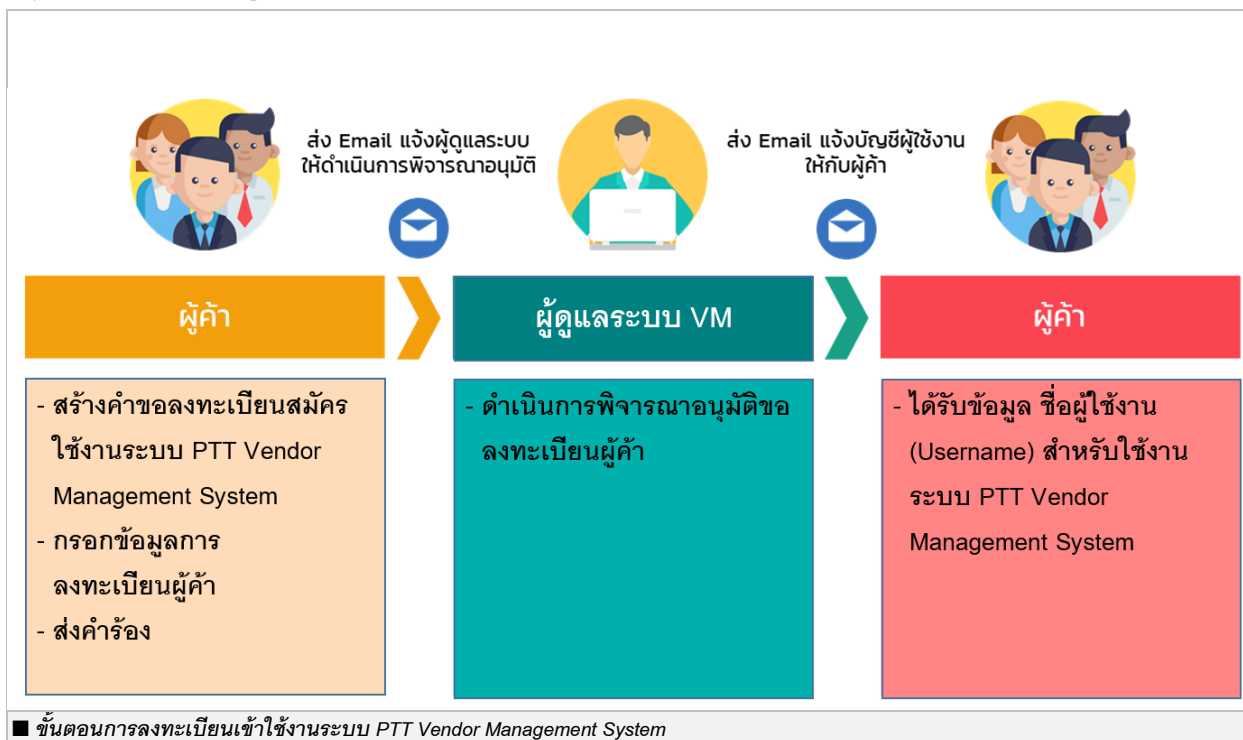 ส่ง Email แจ้งผู้ดูแลระบบ
ให้ดำเนินการพิจารณาอนุมัติ
ส่ง Email แจ้งบัญชีผู้ใช้งาน
ให้กับผู้ค้า
ผู้ค้า
ผู้ดูแลระบบ VM
ผู้ค้า
- สร้างคำขอลงทะเบียนสมัคร
ใช้งานระบบ PTT Vendor
Management System
- กรอกข้อมูลการ
ลงทะเบียนผู้ค้า
- ส่งคำร้อง
- ดำเนินการพิจารณาอนุมัติขอ
ลงทะเบียนผู้ค้า
- ได้รับข้อมูล ชื่อผู้ใช้งาน
(Username) สำหรับใช้งาน
ระบบ PTT Vendor
Management System
■ ขั้นตอนการลงทะเบียนเข้าใช้งานระบบ PTT Vendor Management System